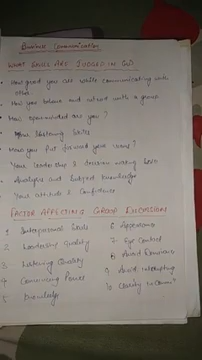 Business Communication
WHAT SKILLS ARE JUDGED IN GD
How good you are while communicating with
other
How you behave and interact with a group
How open minded are you?
Your listening skills
How you put forward your views?
Your leadership & decision making
Analysis and subject knowledge
Your attitude & Confidence
FACTOR AFFECTING GROUP DISCUSSION
1 Interpersonal Skills
2 Leadership Quality
3 Listening Quality
4 Convincing Power
5 Knowledge
6 Appearance
7 Eye Contact
8 Avoid
9 Avoid interrupting
10 Clarity in